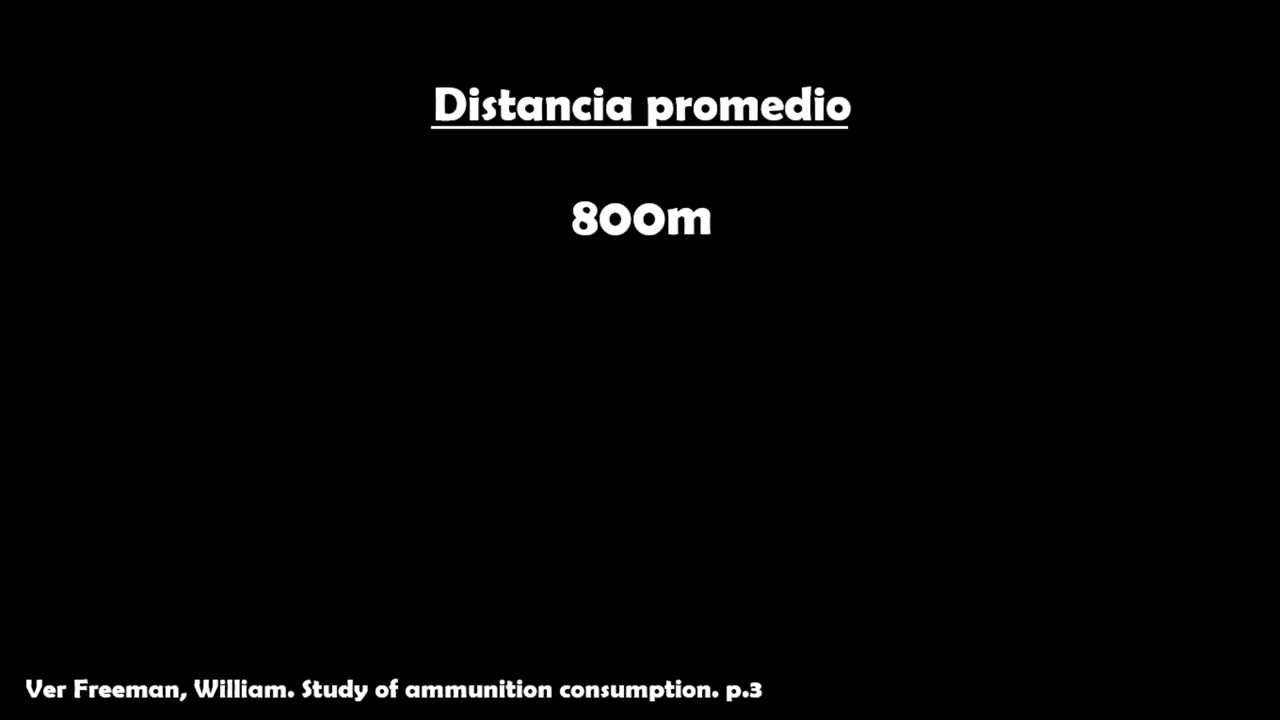 Distancia promedio
800m
Ver Freeman, William. Study of ammunition consumption. p.3